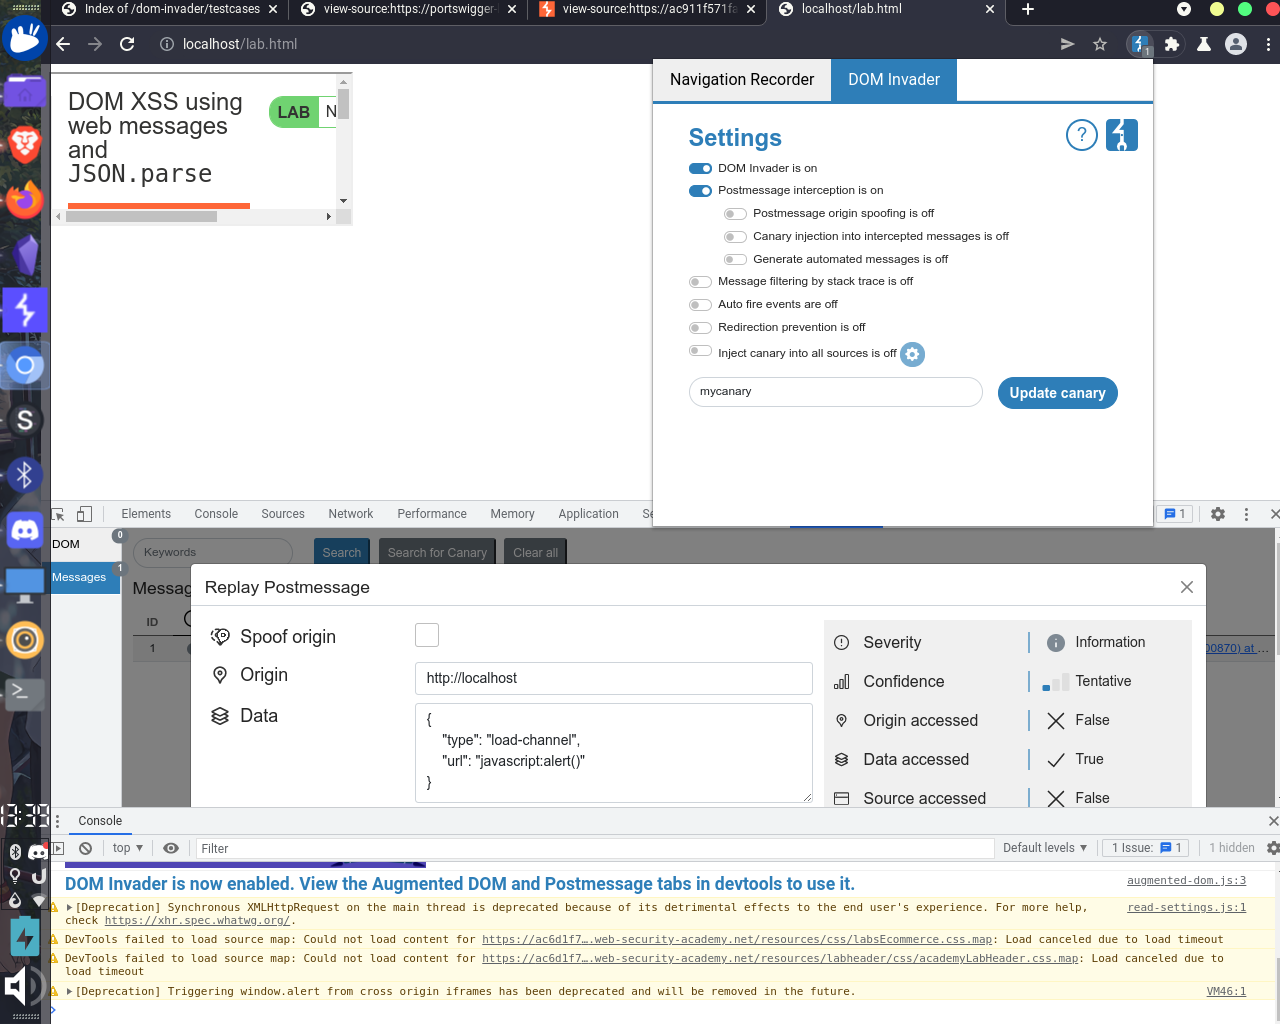 Index of /dom-invader/testcases
view-source:https://portswigger-
view-source:https://ac911f571fa
localhost/lab.html
localhost/lab.html
1
DOM XSS using
web messages
and
JSON.parse
LAB
N
Navigation Recorder
DOM Invader
Settings
?
DOM Invader is on
Postmessage interception is on
Postmessage origin spoofing is off
Canary injection into intercepted messages is off
Generate automated messages is off
Message filtering by stack trace is off
Auto fire events are off
Redirection prevention is off
Inject canary into all sources is off
mycanary
Update canary
Elements
Console
Sources
Network
Performance
Memory
Application
Se
1
DOM
0
Messages
1
Keywords
Search
Search for Canary
Clear all
Messag
ID
1
00870) at ...
Replay Postmessage
Spoof origin
Origin
http://localhost
Data
{
"type": "load-channel",
"url": "javascript:alert()"
}
Severity
Information
Confidence
Tentative
Origin accessed
False
Data accessed
True
Source accessed
False
Console
top
Filter
Default levels
1 Issue:
1
1 hidden
DOM Invader is now enabled. View the Augmented DOM and Postmessage tabs in devtools to use it.
augmented-dom.js:3
[Deprecation] Synchronous XMLHttpRequest on the main thread is deprecated because of its detrimental effects to the end user's experience. For more help,
check https://xhr.spec.whatwg.org/.
read-settings.js:1
DevTools failed to load source map: Could not load content for https://ac6d1f7….web-security-academy.net/resources/css/labsEcommerce.css.map: Load canceled due to load timeout
DevTools failed to load source map: Could not load content for https://ac6d1f7….web-security-academy.net/resources/labheader/css/academyLabHeader.css.map: Load canceled due to
load timeout
[Deprecation] Triggering window.alert from cross origin iframes has been deprecated and will be removed in the future.
VM46:1